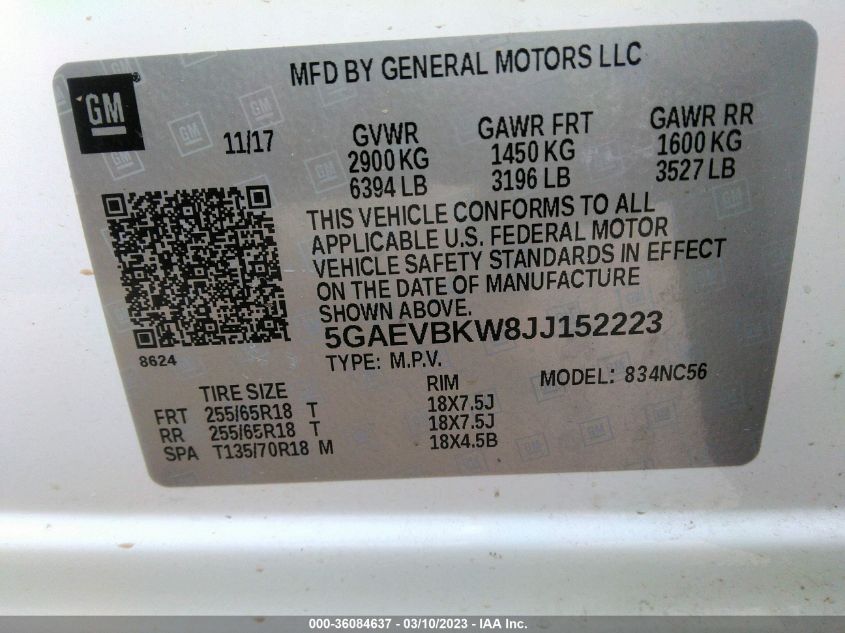 MFD BY GENERAL MOTORS LLC
GM
11/17
GVWR
2900 KG
6394 LB
GAWR FRT
1450 KG
3196 LB
GAWR RR
1600 KG
3527 LB
THIS VEHICLE CONFORMS TO ALL
APPLICABLE U.S. FEDERAL MOTOR
VEHICLE SAFETY STANDARDS IN EFFECT
ON THE DATE OF MANUFACTURE
SHOWN ABOVE.
5GAEVBKW8JJ152223
8624
TYPE: M.P.V.
MODEL: 834NC56
TIRE SIZE RIM
FRT 255/65R18 T 18X7.5J
RR 255/65R18 T 18X7.5J
SPA T135/70R18 M 18X4.5B
000-36084637 — 03/10/2023 — IAA Inc.